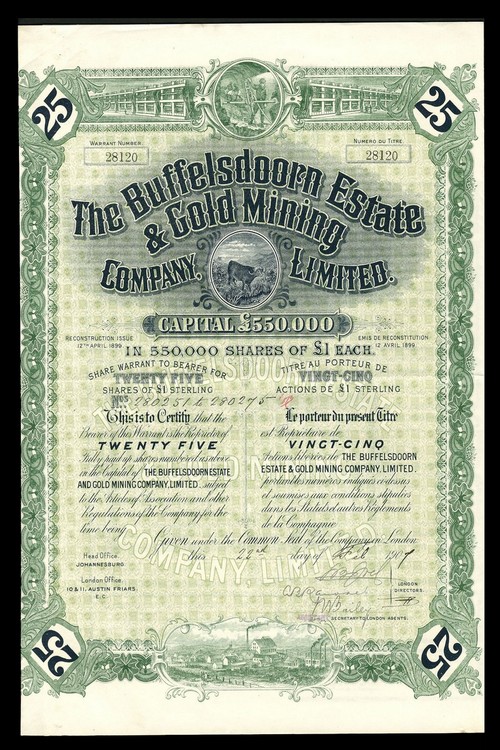 25 25
WARRANT NUMBER. NUMERO DU TITRE.
28120 28120
The Buffelsdoorn Estate
& Gold Mining
COMPANY, LIMITED.
CAPITAL £550,000
RECONSTRUCTION ISSUE EMIS DE RECONSTITUTION
12TH APRIL 1899. 12 AVRIL 1899
IN 550,000 SHARES OF £1 EACH.
SHARE WARRANT TO BEARER FOR TITRE AU PORTEUR DE
TWENTY FIVE VINGT-CINQ
SHARES OF £1 STERLING ACTIONS DE £1 STERLING
Nos 280251 to 280275
This is to Certify that the Le porteur du present Titre
Bearer of this Warrant is the Proprietor of est Propriétaire de
TWENTY FIVE VINGT-CINQ
fully paid up shares numbered as above Actions libérées de THE BUFFELSDOORN
in the Capital of THE BUFFELSDOORN ESTATE ESTATE & GOLD MINING COMPANY, LIMITED.
AND GOLD MINING COMPANY, LIMITED. subject portant les numéros indiqués ci-dessus
to the Articles of Association and other et soumises aux conditions stipulées
Regulations of the Company for the dans les Statuts et autres Règlements
time being. de la Compagnie.
Given under the Common Seal of the Company in London
this 22nd day of 1907
Head Office.
JOHANNESBURG.
London Office.
10 & 11, AUSTIN FRIARS.
E.C.
LONDON
DIRECTORS.
SECRETARY TO LONDON AGENTS.
25 25